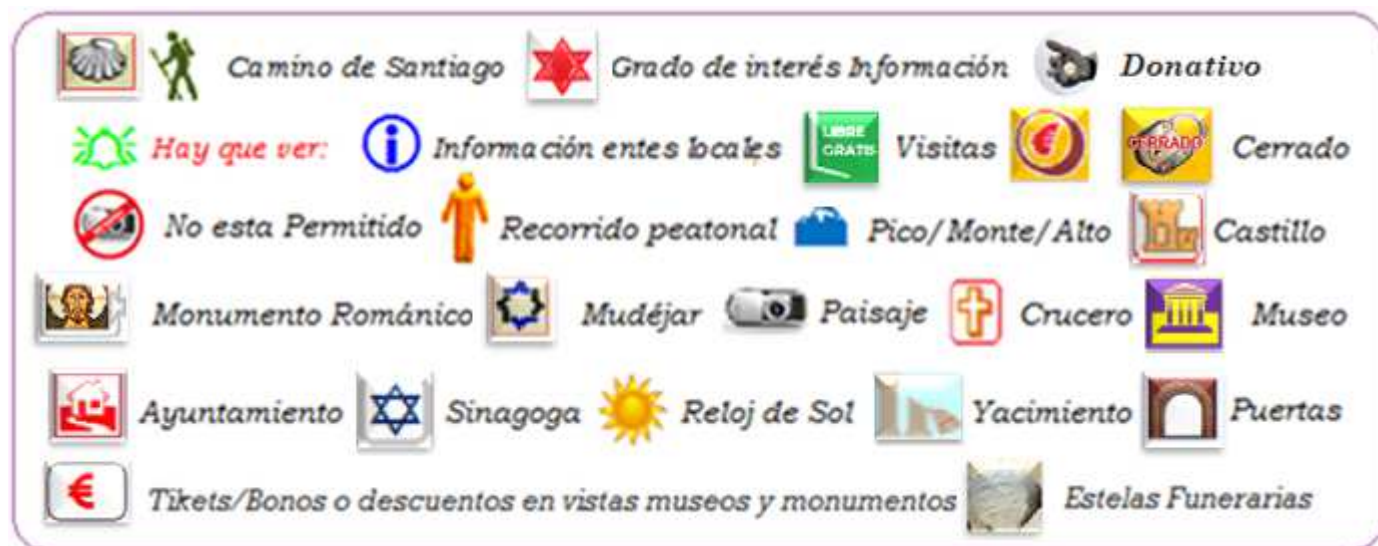 Camino de Santiago Grado de interés Información Donativo
Hay que ver: Información entes locales LIBRE GRATIS Visitas € CERRADO Cerrado
No esta Permitido Recorrido peatonal Pico/Monte/Alto Castillo
Monumento Románico Mudéjar Paisaje Crucero Museo
Ayuntamiento Sinagoga Reloj de Sol Yacimiento Puertas
€ Tikets/Bonos o descuentos en vistas museos y monumentos Estelas Funerarias